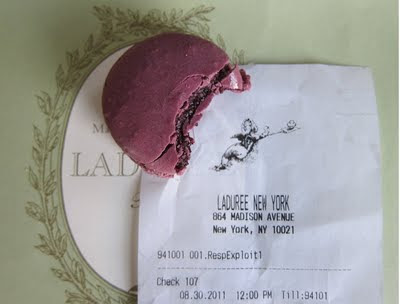 LADU
LADUREE NEW YORK
864 MADISON AVENUE
New York, NY 10021
941001 001.RespExploit1
Check 107
08.30.2011 12:00 PM Till:94101